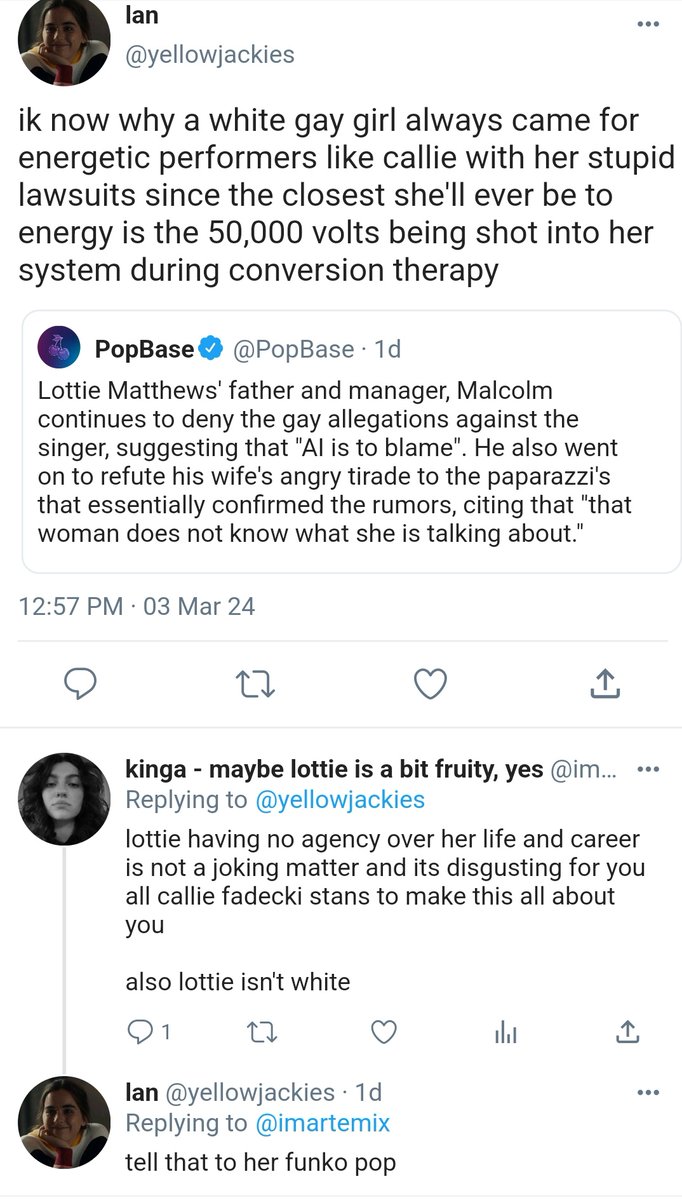 Ian
@yellowjackies
ik now why a white gay girl always came for
energetic performers like callie with her stupid
lawsuits since the closest she'll ever be to
energy is the 50,000 volts being shot into her
system during conversion therapy
PopBase @PopBase · 1d
Lottie Matthews' father and manager, Malcolm
continues to deny the gay allegations against the
singer, suggesting that "AI is to blame". He also went
on to refute his wife's angry tirade to the paparazzi's
that essentially confirmed the rumors, citing that "that
woman does not know what she is talking about."
12:57 PM · 03 Mar 24
kinga - maybe lottie is a bit fruity, yes @im...
Replying to @yellowjackies
lottie having no agency over her life and career
is not a joking matter and its disgusting for you
all callie fadecki stans to make this all about
you
also lottie isn't white
1
Ian @yellowjackies · 1d
Replying to @imartemix
tell that to her funko pop